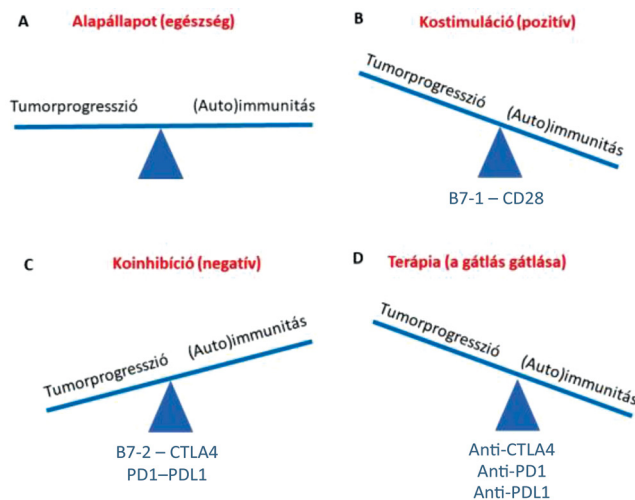 A
Alapállapot (egészség)
Tumorprogresszió
(Auto)immunitás
B
Kostimuláció (pozitív)
Tumorprogresszió
(Auto)immunitás
B7-1 – CD28
C
Koinhibíció (negatív)
Tumorprogresszió
(Auto)immunitás
B7-2 – CTLA4
PD1–PDL1
D
Terápia (a gátlás gátlása)
Tumorprogresszió
(Auto)immunitás
Anti-CTLA4
Anti-PD1
Anti-PDL1